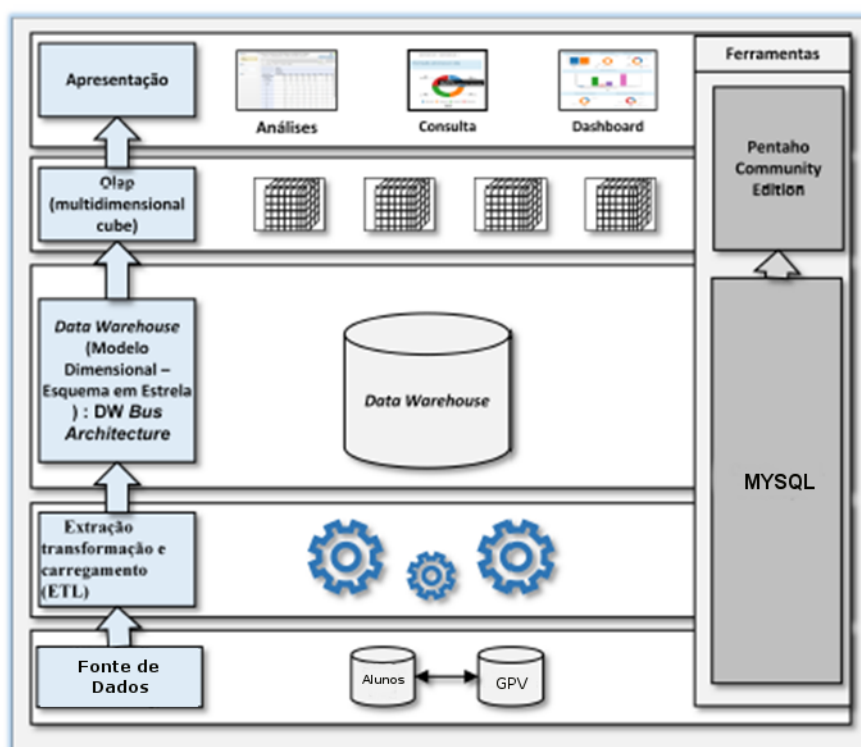 Apresentação
Análises
Consulta
Dashboard
Ferramentas
Pentaho
Community
Edition
Olap
(multidimensional
cube)
Data Warehouse
(Modelo
Dimensional –
Esquema em Estrela
) : DW Bus
Architecture
Data Warehouse
MYSQL
Extração
transformação e
carregamento
(ETL)
Fonte de
Dados
Alunos
GPV